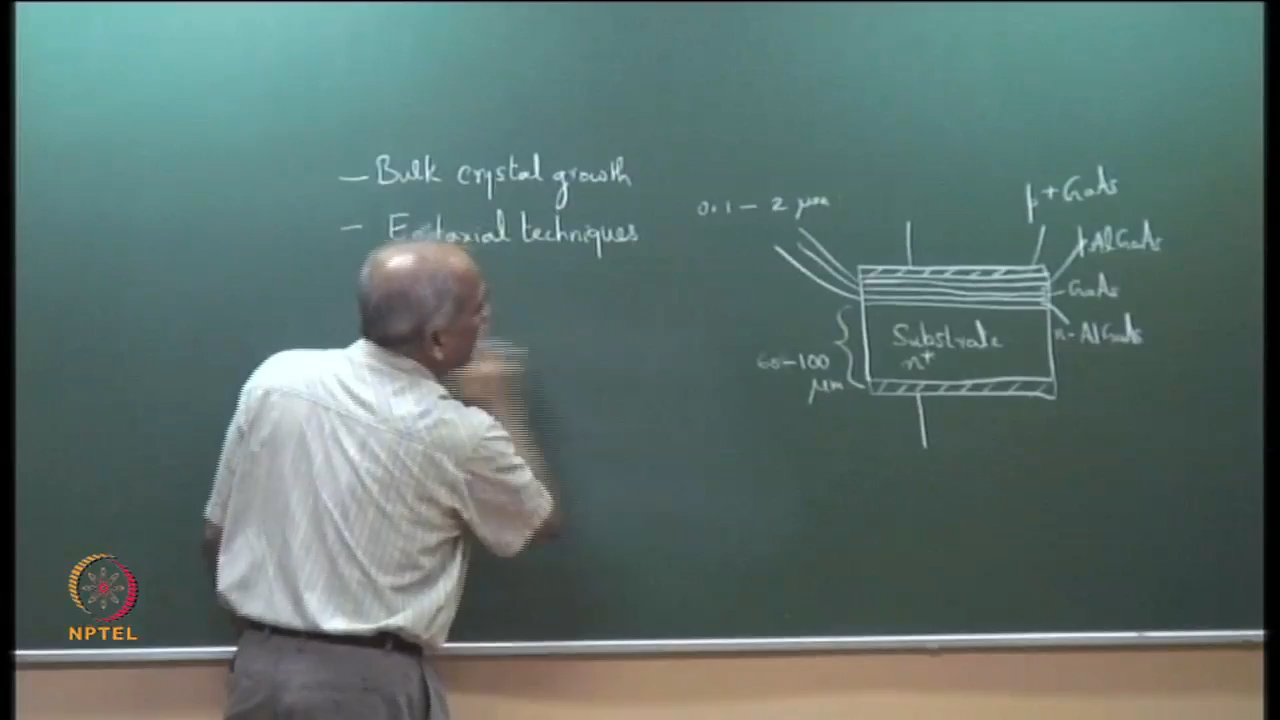 — Bulk crystal growth
— Epitaxial techniques
0.1 — 2 μm
p+ GaAs
p-AlGaAs
GaAs
n-AlGaAs
Substrate
n+
60-100
μm
NPTEL